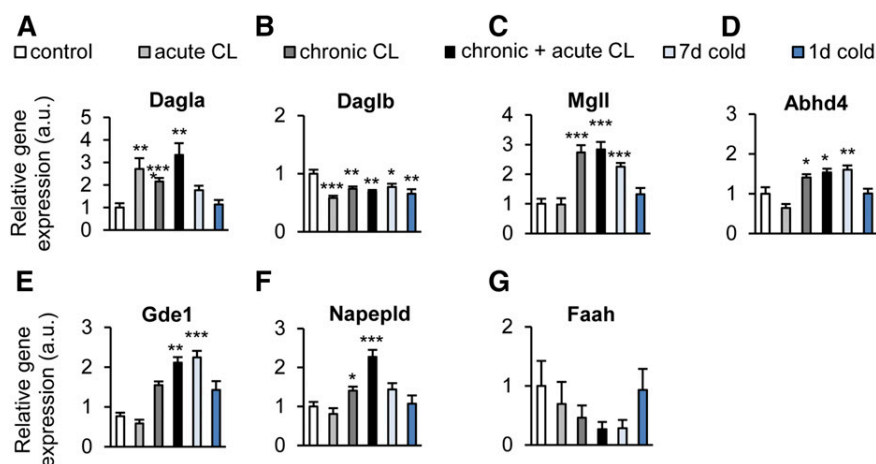 A B C D
control acute CL chronic CL chronic + acute CL 7d cold 1d cold
Dagla Daglb Mgll Abhd4
Relative gene
expression (a.u.)
5
4
3
2
1
0
** *** * **
2
1
0
*** ** ** * **
4
3
2
1
0
*** *** ***
3
2
1
0
* * **
E F G
Gde1 Napepld Faah
Relative gene
expression (a.u.)
3
2
1
0
** ***
3
2
1
0
* ***
2
1
0